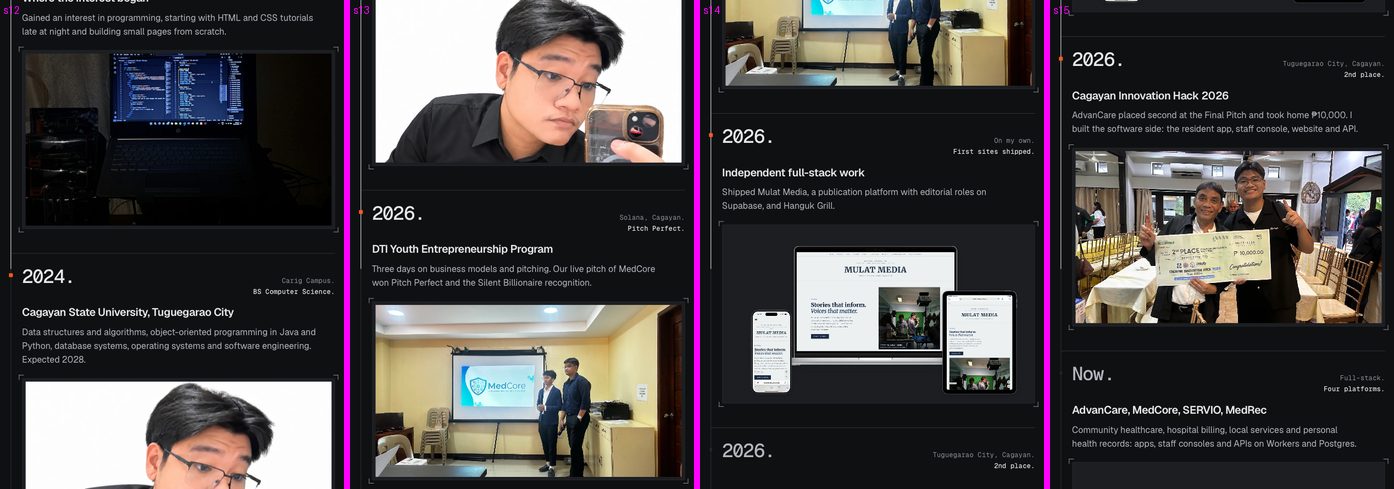 s12
Where the interest began
Gained an interest in programming, starting with HTML and CSS tutorials
late at night and building small pages from scratch.
2024.
Carig Campus.
BS Computer Science.
Cagayan State University, Tuguegarao City
Data structures and algorithms, object-oriented programming in Java and
Python, database systems, operating systems and software engineering.
Expected 2028.
s13
2026.
Solana, Cagayan.
Pitch Perfect.
DTI Youth Entrepreneurship Program
Three days on business models and pitching. Our live pitch of MedCore
won Pitch Perfect and the Silent Billionaire recognition.
MedCore
s14
2026.
On my own.
First sites shipped.
Independent full-stack work
Shipped Mulat Media, a publication platform with editorial roles on
Supabase, and Hanguk Grill.
MULAT MEDIA
Stories that inform.
Voices that matter.
MULAT MEDIA
MULAT MEDIA
2026.
Tuguegarao City, Cagayan.
2nd place.
s15
2026.
Tuguegarao City, Cagayan.
2nd place.
Cagayan Innovation Hack 2026
AdvanCare placed second at the Final Pitch and took home ₱10,000. I
built the software side: the resident app, staff console, website and API.
2nd PLACE
₱ 10,000.00
Congratulations!
Now.
Full-stack.
Four platforms.
AdvanCare, MedCore, SERVIO, MedRec
Community healthcare, hospital billing, local services and personal
health records: apps, staff consoles and APIs on Workers and Postgres.